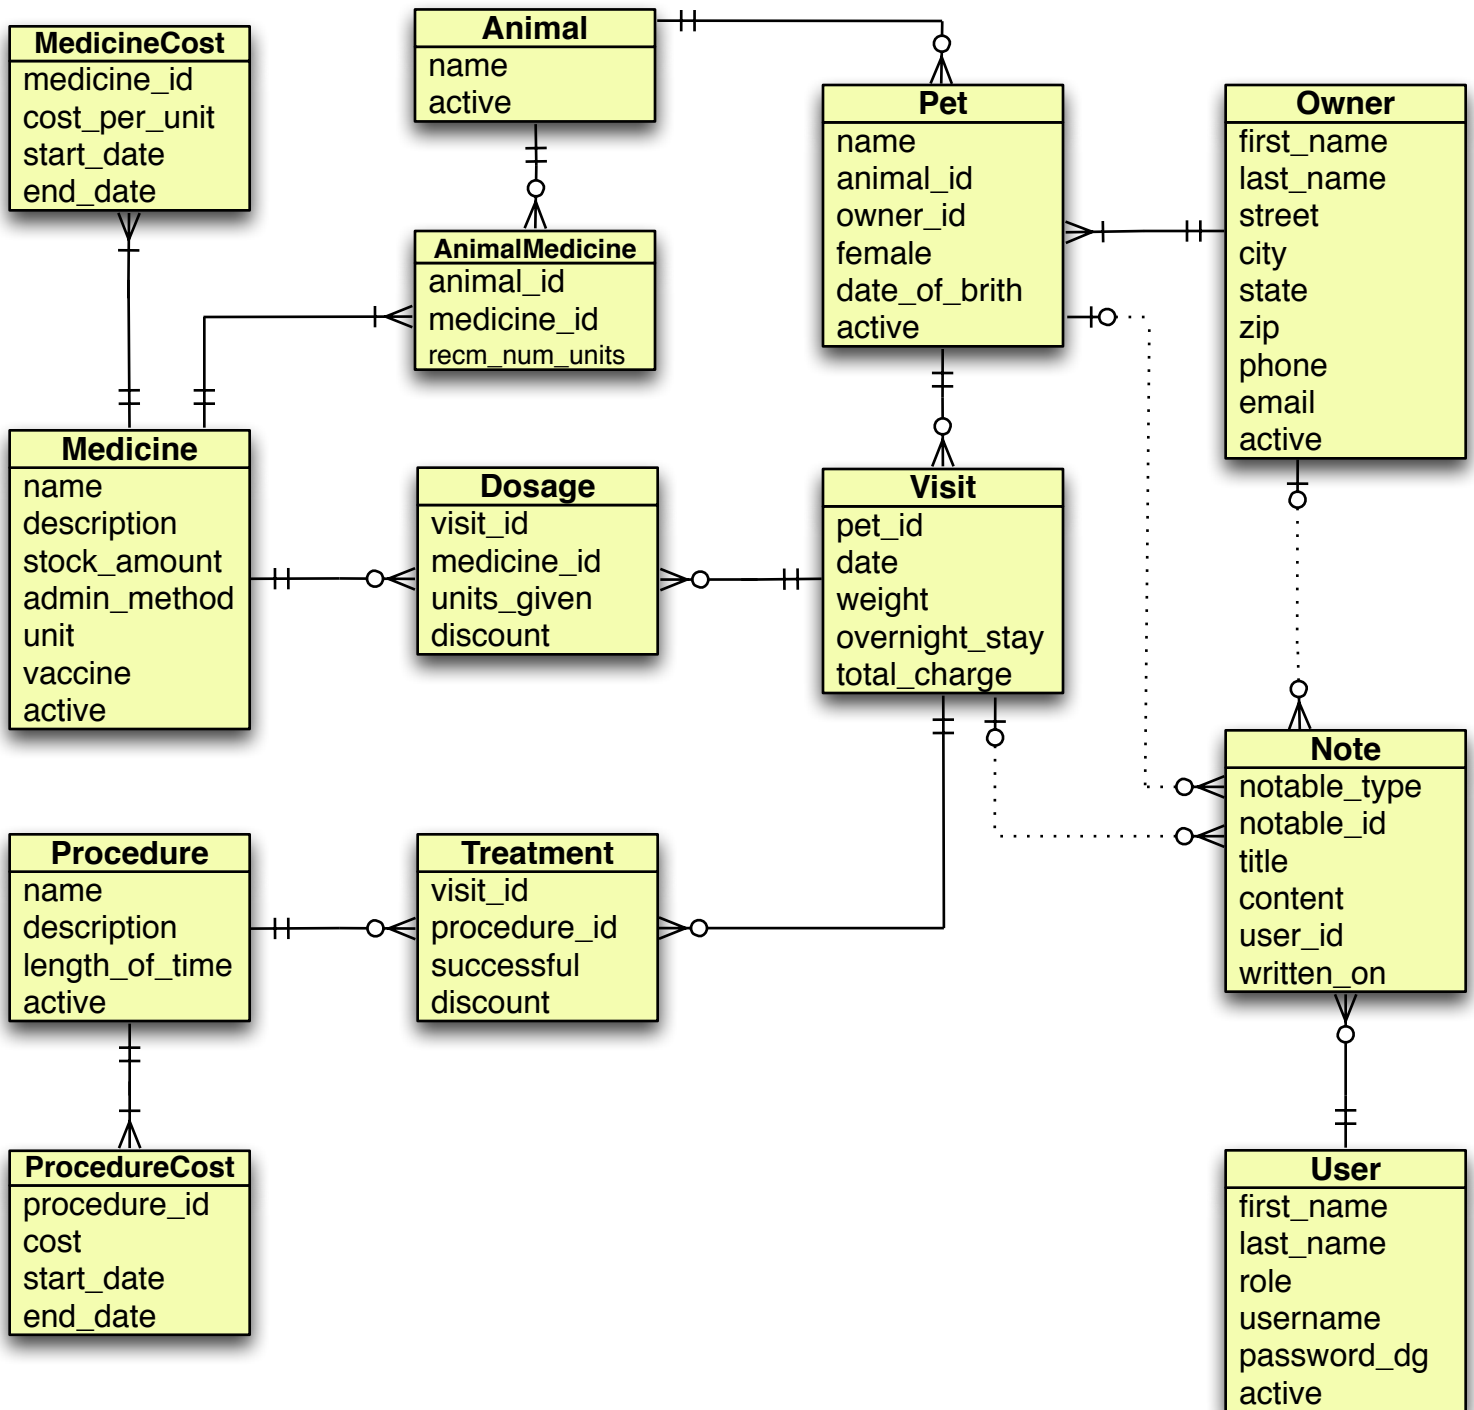 MedicineCost
medicine_id
cost_per_unit
start_date
end_date
Animal
name
active
Pet
name
animal_id
owner_id
female
date_of_brith
active
Owner
first_name
last_name
street
city
state
zip
phone
email
active
AnimalMedicine
animal_id
medicine_id
recm_num_units
Medicine
name
description
stock_amount
admin_method
unit
vaccine
active
Dosage
visit_id
medicine_id
units_given
discount
Visit
pet_id
date
weight
overnight_stay
total_charge
Note
notable_type
notable_id
title
content
user_id
written_on
Procedure
name
description
length_of_time
active
Treatment
visit_id
procedure_id
successful
discount
ProcedureCost
procedure_id
cost
start_date
end_date
User
first_name
last_name
role
username
password_dg
active